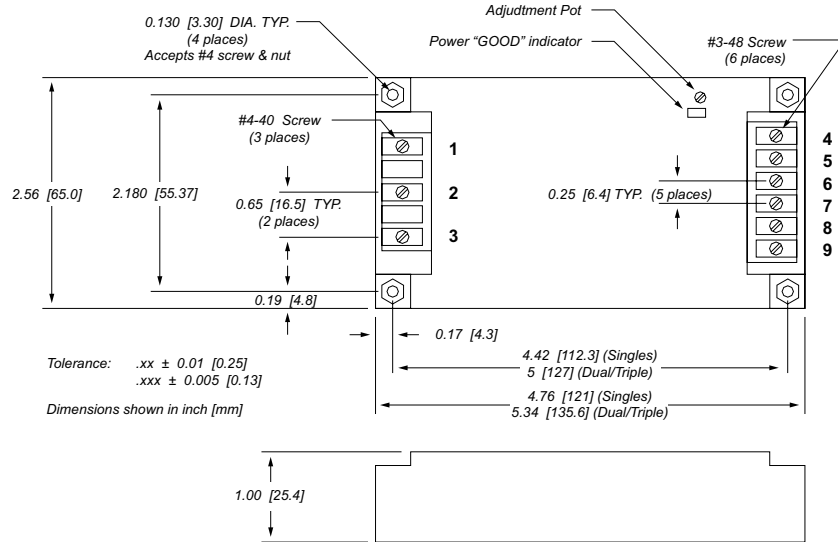 0.130 [3.30] DIA. TYP.
(4 places)
Accepts #4 screw & nut
Adjudtment Pot
Power “GOOD” indicator
#3-48 Screw
(6 places)
#4-40 Screw
(3 places)
1
2
3
4
5
6
7
8
9
2.56 [65.0]
2.180 [55.37]
0.65 [16.5] TYP.
(2 places)
0.25 [6.4] TYP. (5 places)
0.19 [4.8]
0.17 [4.3]
Tolerance: .xx ± 0.01 [0.25]
.xxx ± 0.005 [0.13]
Dimensions shown in inch [mm]
4.42 [112.3] (Singles)
5 [127] (Dual/Triple)
4.76 [121] (Singles)
5.34 [135.6] (Dual/Triple)
1.00 [25.4]